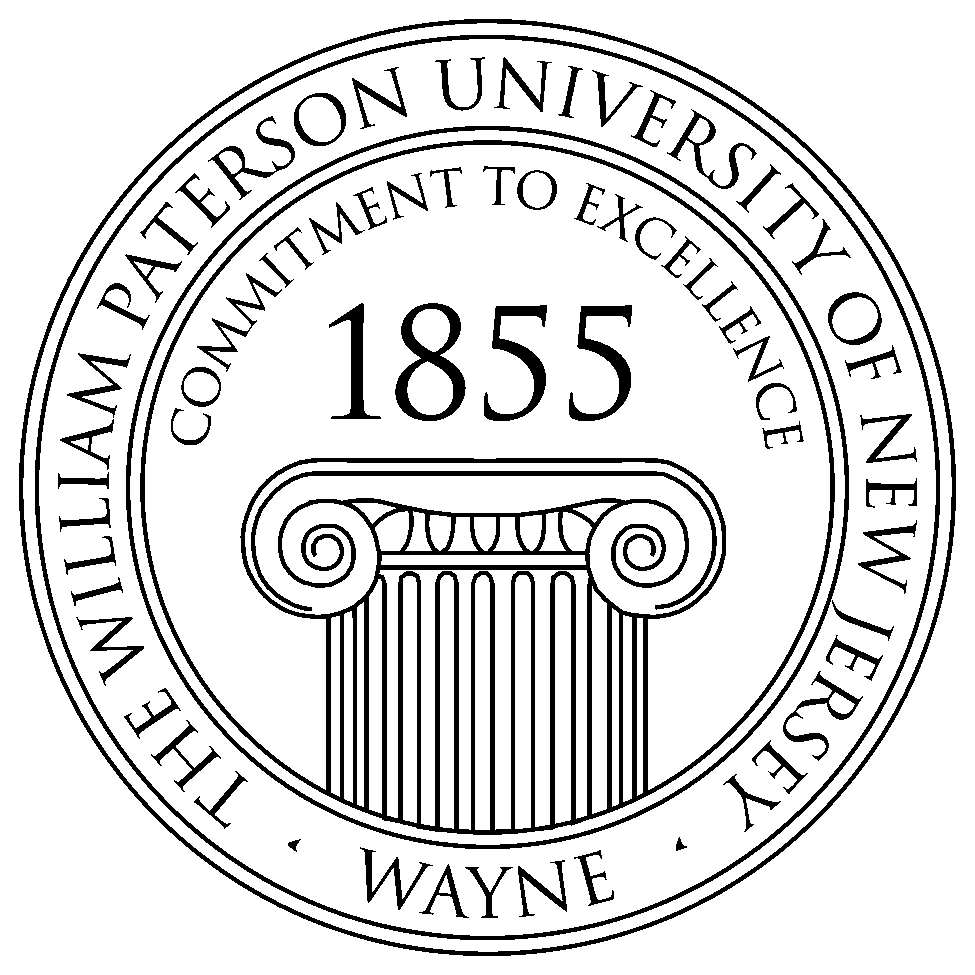 THE WILLIAM PATERSON UNIVERSITY OF NEW JERSEY
COMMITMENT TO EXCELLENCE
1855
WAYNE